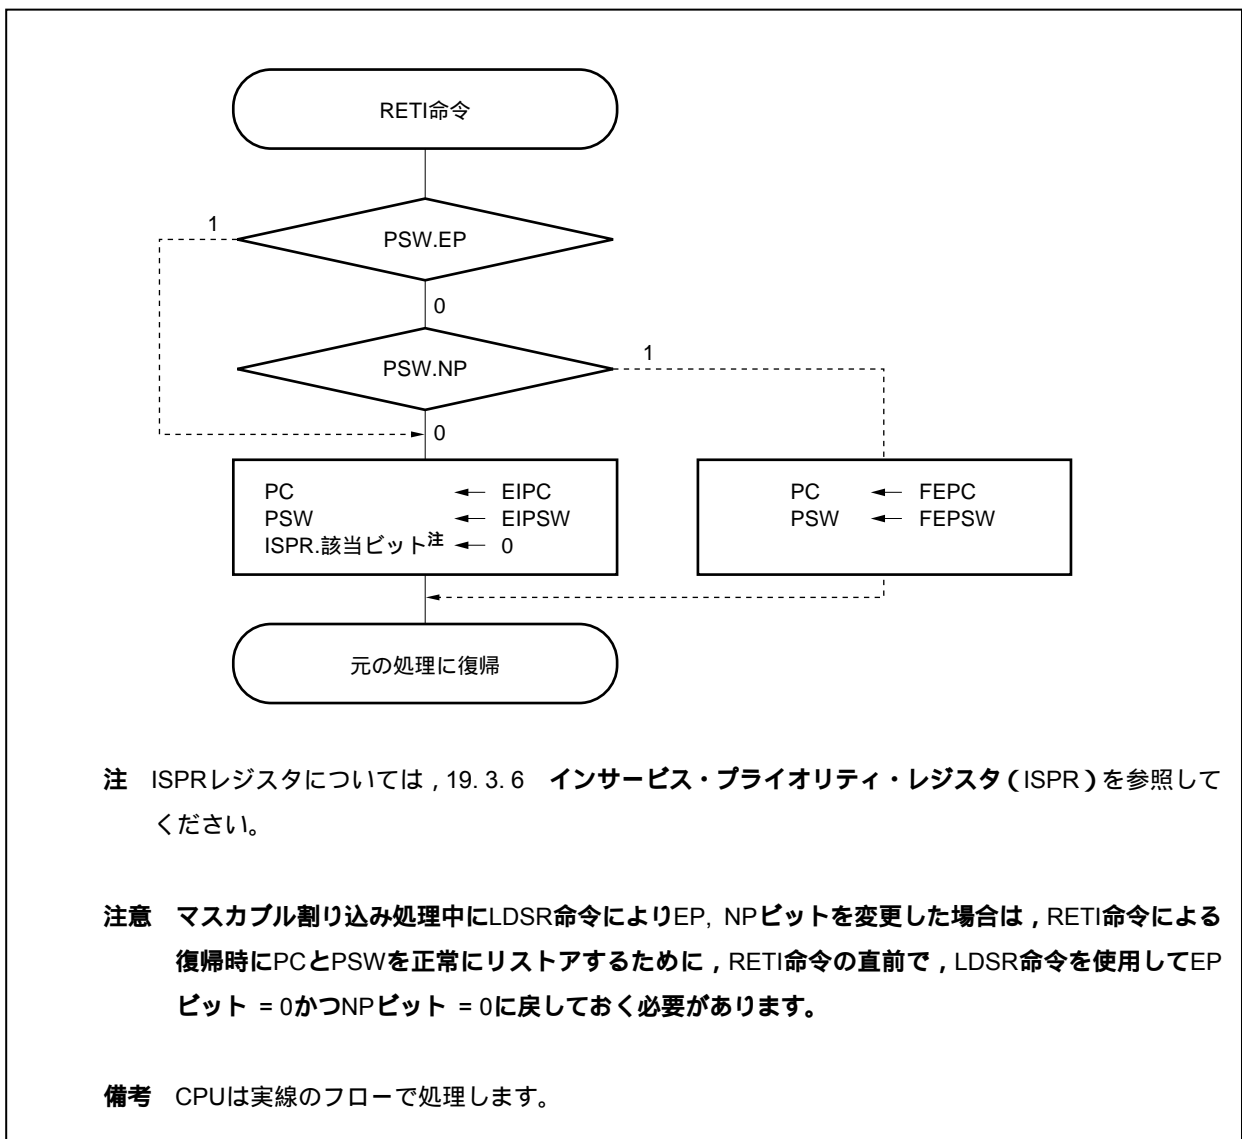 RETI命令
PSW.EP
1
0
PSW.NP
1
0
PC ← EIPC
PSW ← EIPSW
ISPR.該当ビット注 ← 0
PC ← FEPC
PSW ← FEPSW
元の処理に復帰
注 ISPRレジスタについては，19. 3. 6 インサービス・プライオリティ・レジスタ（ISPR）を参照して
ください。
注意 マスカブル割り込み処理中にLDSR命令によりEP, NPビットを変更した場合は，RETI命令による
復帰時にPCとPSWを正常にリストアするために，RETI命令の直前で，LDSR命令を使用してEP
ビット = 0かつNPビット = 0に戻しておく必要があります。
備考 CPUは実線のフローで処理します。